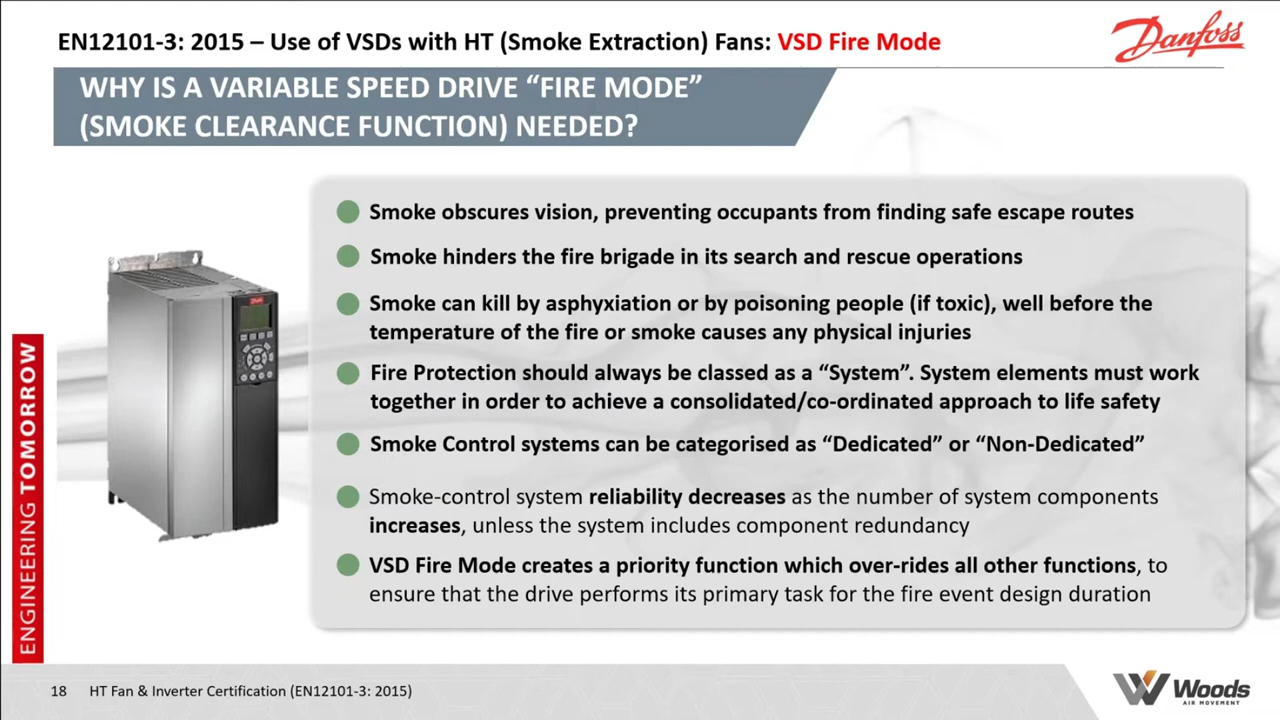 EN12101-3: 2015 – Use of VSDs with HT (Smoke Extraction) Fans: VSD Fire Mode
Danfoss
WHY IS A VARIABLE SPEED DRIVE “FIRE MODE”
(SMOKE CLEARANCE FUNCTION) NEEDED?
Smoke obscures vision, preventing occupants from finding safe escape routes
Smoke hinders the fire brigade in its search and rescue operations
Smoke can kill by asphyxiation or by poisoning people (if toxic), well before the
temperature of the fire or smoke causes any physical injuries
Fire Protection should always be classed as a “System”. System elements must work
together in order to achieve a consolidated/co-ordinated approach to life safety
Smoke Control systems can be categorised as “Dedicated” or “Non-Dedicated”
Smoke-control system reliability decreases as the number of system components
increases, unless the system includes component redundancy
VSD Fire Mode creates a priority function which over-rides all other functions, to
ensure that the drive performs its primary task for the fire event design duration
ENGINEERING TOMORROW
18 HT Fan & Inverter Certification (EN12101-3: 2015)
Woods
AIR MOVEMENT